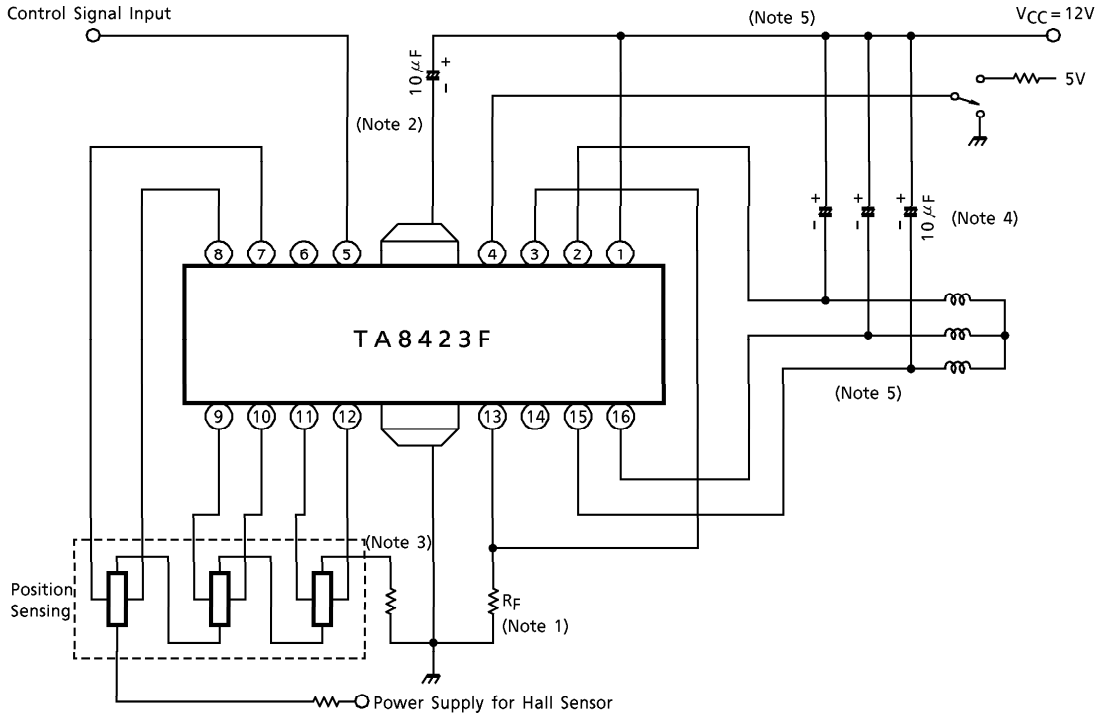 Control Signal Input
(Note 5)
VCC = 12V
10 μF
+
−
5V
(Note 2)
+
−
+
−
+
−
10 μF
(Note 4)
8
7
6
5
4
3
2
1
TA8423F
(Note 5)
9
10
11
12
13
14
15
16
(Note 3)
Position
Sensing
RF
(Note 1)
Power Supply for Hall Sensor